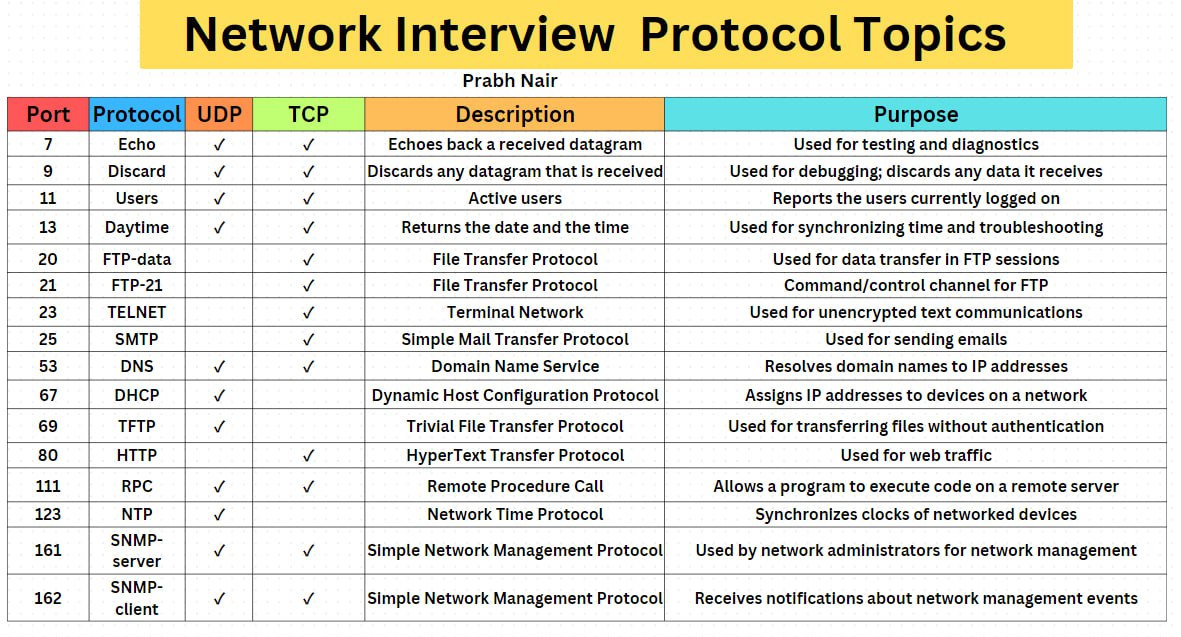 Network Interview Protocol Topics
Prabh Nair
Port Protocol UDP TCP Description Purpose
7 Echo ✓ ✓ Echoes back a received datagram Used for testing and diagnostics
9 Discard ✓ ✓ Discards any datagram that is received Used for debugging; discards any data it receives
11 Users ✓ ✓ Active users Reports the users currently logged on
13 Daytime ✓ ✓ Returns the date and the time Used for synchronizing time and troubleshooting
20 FTP-data ✓ File Transfer Protocol Used for data transfer in FTP sessions
21 FTP-21 ✓ File Transfer Protocol Command/control channel for FTP
23 TELNET ✓ Terminal Network Used for unencrypted text communications
25 SMTP ✓ Simple Mail Transfer Protocol Used for sending emails
53 DNS ✓ ✓ Domain Name Service Resolves domain names to IP addresses
67 DHCP ✓ Dynamic Host Configuration Protocol Assigns IP addresses to devices on a network
69 TFTP ✓ Trivial File Transfer Protocol Used for transferring files without authentication
80 HTTP ✓ HyperText Transfer Protocol Used for web traffic
111 RPC ✓ ✓ Remote Procedure Call Allows a program to execute code on a remote server
123 NTP ✓ Network Time Protocol Synchronizes clocks of networked devices
161 SNMP-server ✓ ✓ Simple Network Management Protocol Used by network administrators for network management
162 SNMP-client ✓ ✓ Simple Network Management Protocol Receives notifications about network management events